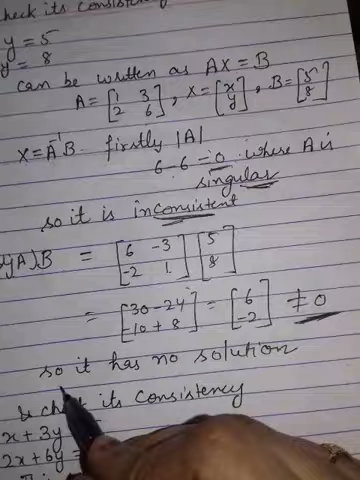 check its consistency
y = 5
y = 8
can be written as AX = B
A = [1 3 2 6], X = [x y], B = [5 8]
X = A⁻¹B. firstly |A|
6-6 = 0 where A is
singular
so it is inconsistent
A)B = [6 -3 -2 1] [5 8]
= [30-24 -10+8] = [6 -2] ≠ 0
so it has no solution
its consistency
x + 3y
2x + 6y =